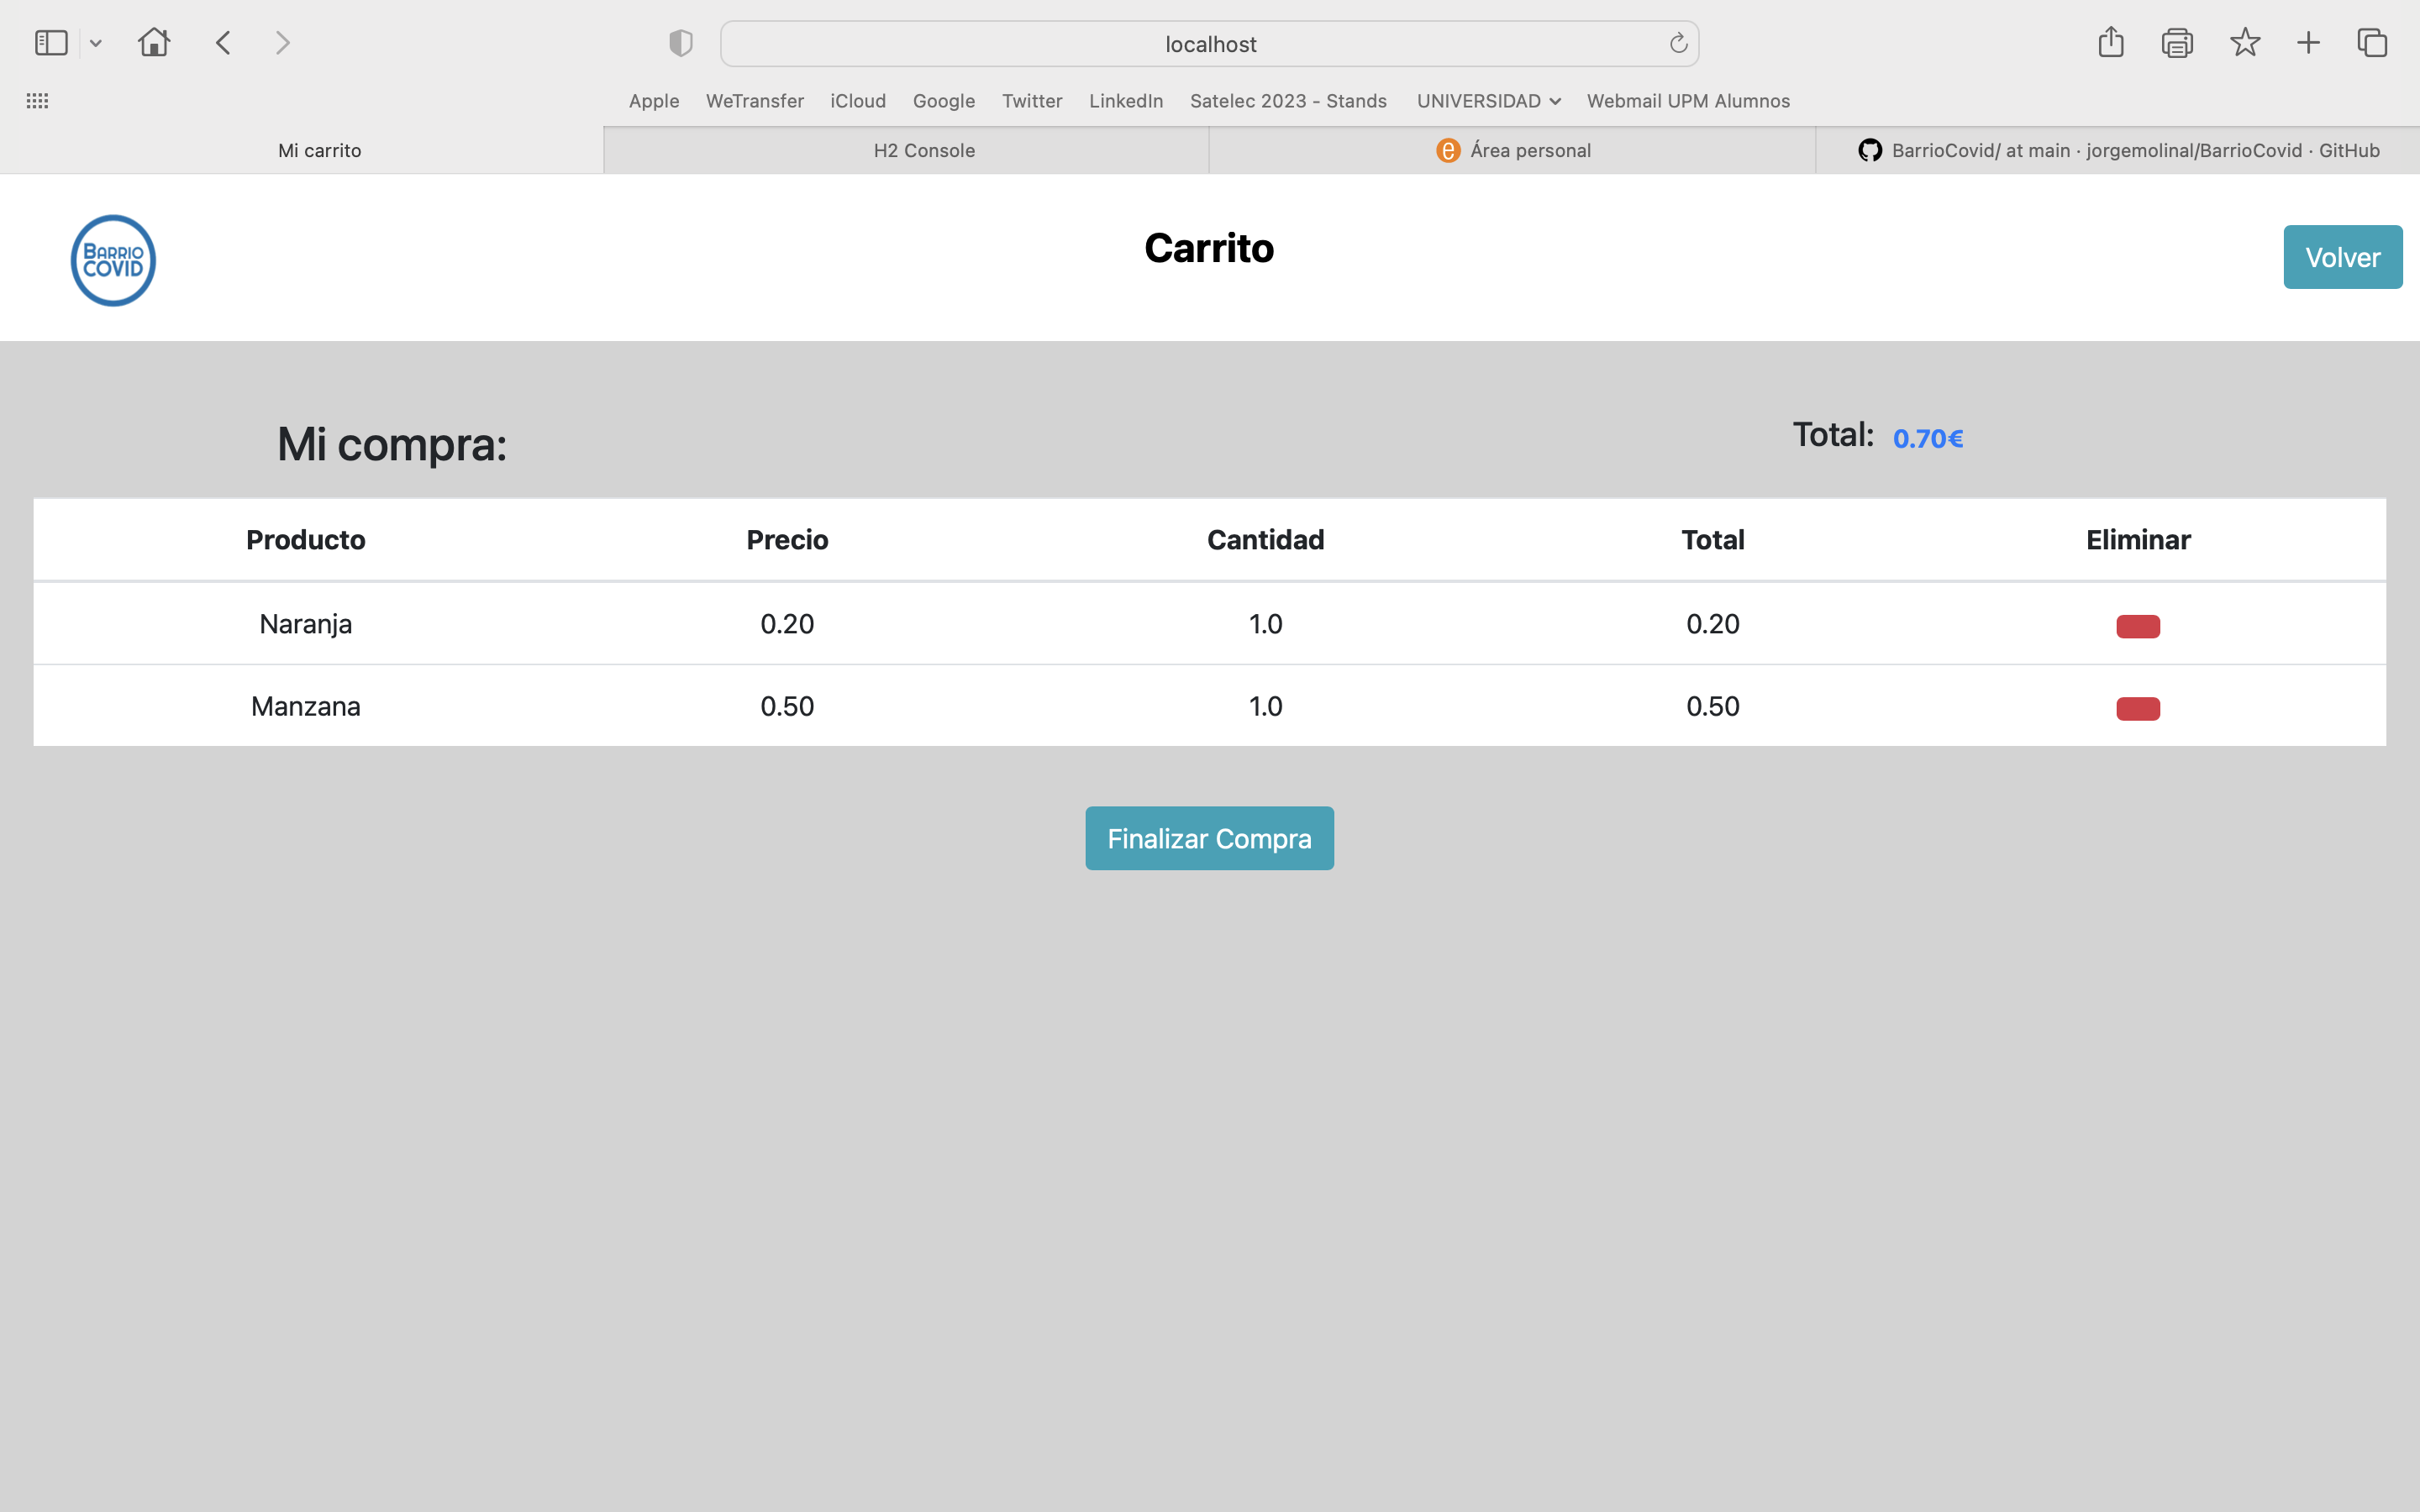 localhost
Apple WeTransfer iCloud Google Twitter LinkedIn Satelec 2023 - Stands UNIVERSIDAD Webmail UPM Alumnos
Mi carrito H2 Console e Área personal BarrioCovid/ at main · jorgemolinal/BarrioCovid · GitHub
BARRIO
COVID
Carrito
Volver
Mi compra:
Total: 0.70€
Producto Precio Cantidad Total Eliminar
Naranja 0.20 1.0 0.20
Manzana 0.50 1.0 0.50
Finalizar Compra